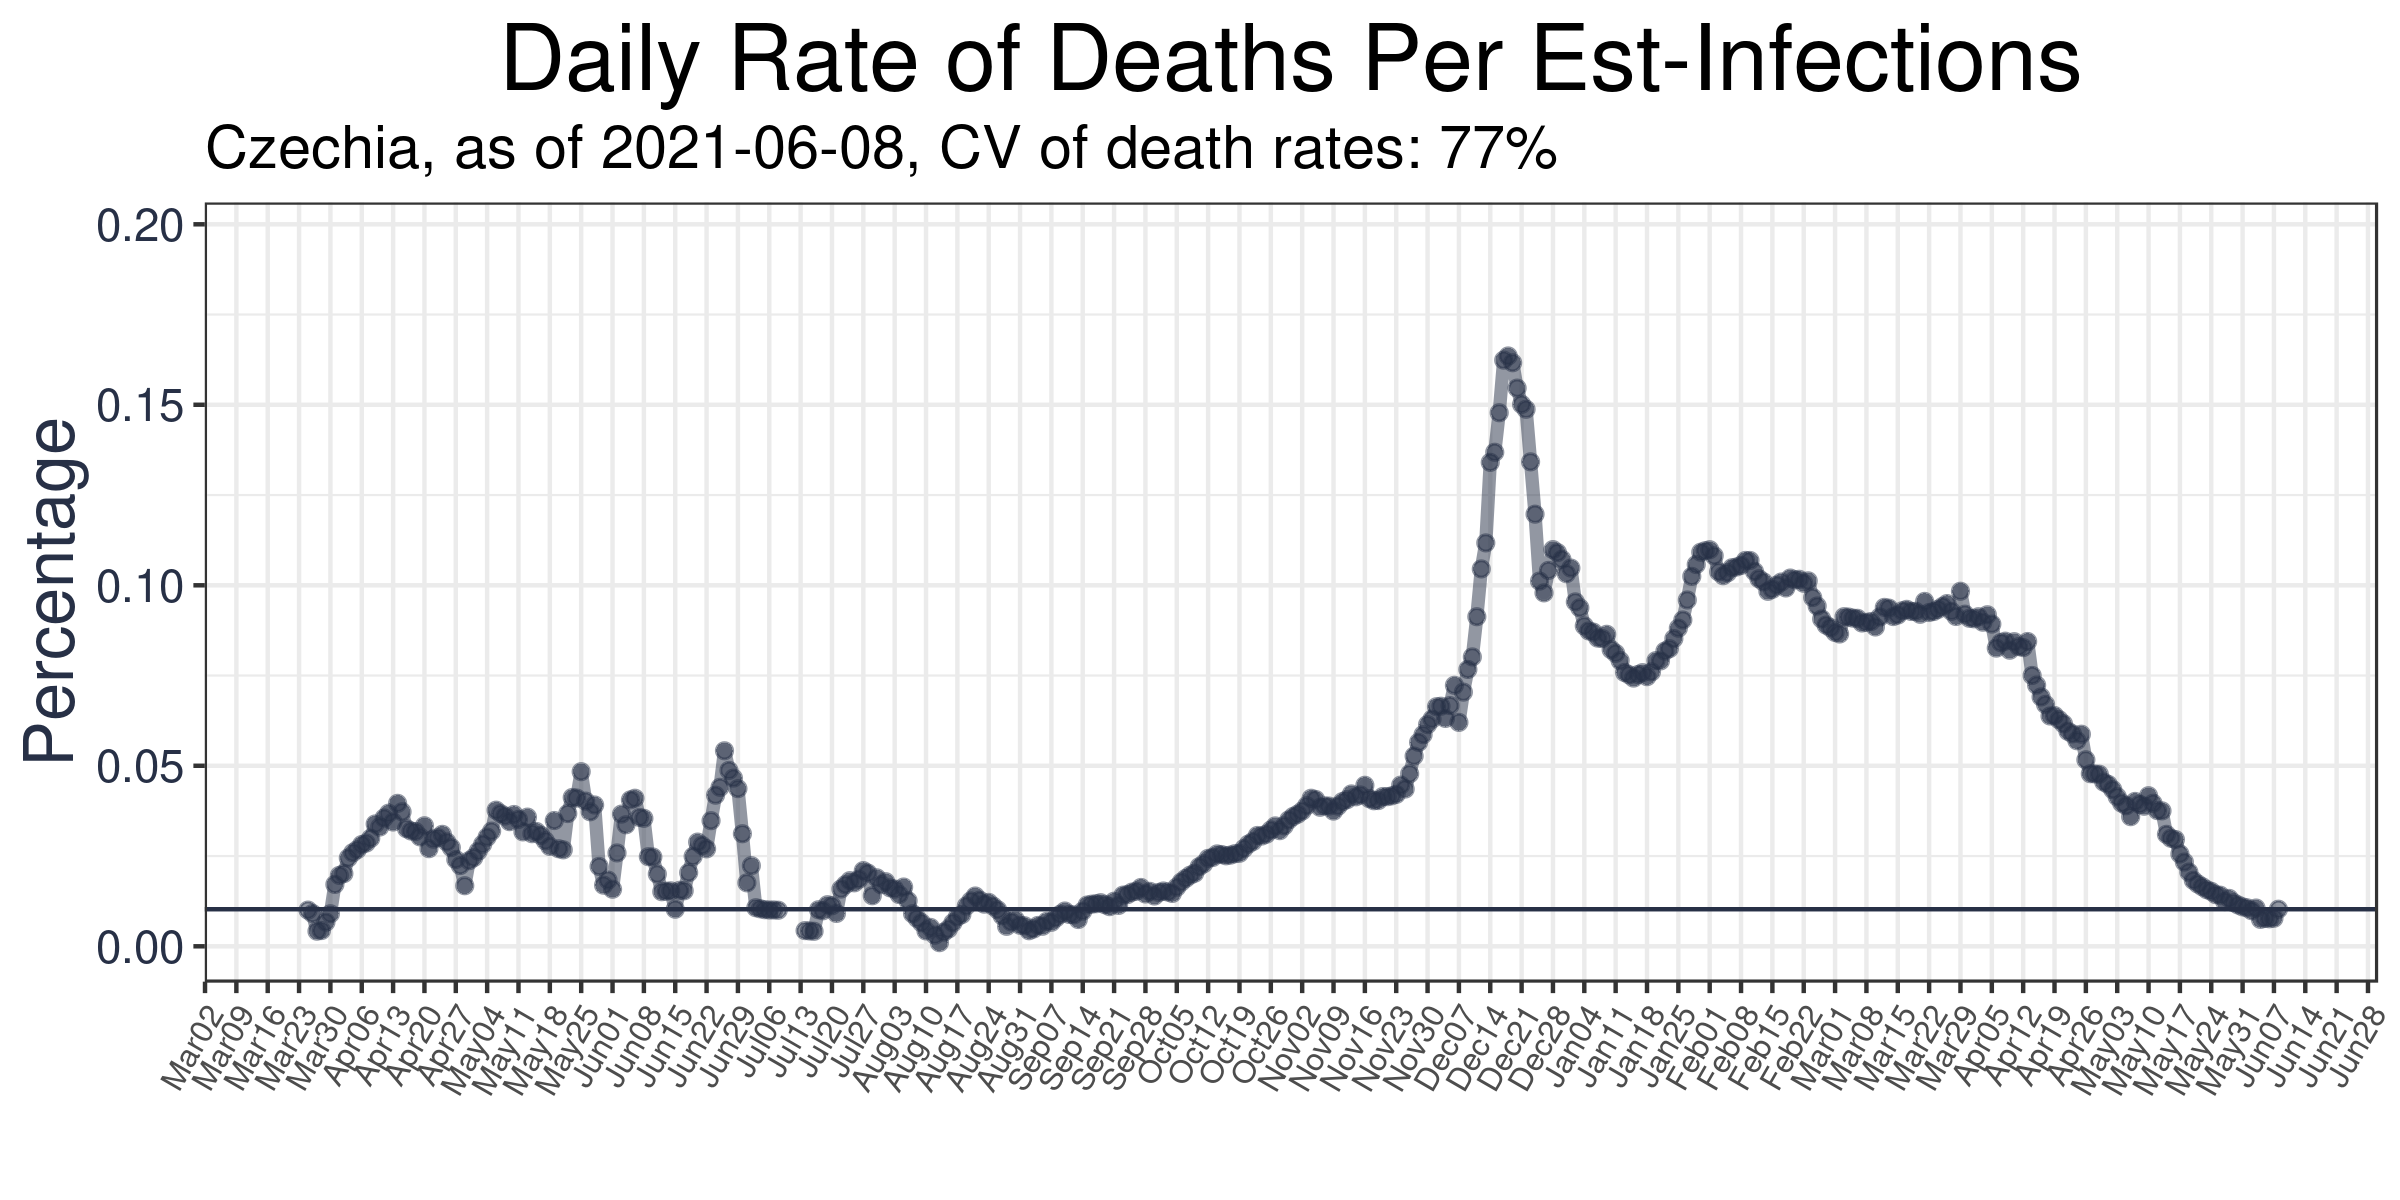 Daily Rate of Deaths Per Est-Infections
Czechia, as of 2021-06-08, CV of death rates: 77%
Percentage
0.20
0.15
0.10
0.05
0.00
Mar02
Mar09
Mar16
Mar23
Mar30
Apr06
Apr13
Apr20
Apr27
May04
May11
May18
May25
Jun01
Jun08
Jun15
Jun22
Jun29
Jul06
Jul13
Jul20
Jul27
Aug03
Aug10
Aug17
Aug24
Aug31
Sep07
Sep14
Sep21
Sep28
Oct05
Oct12
Oct19
Oct26
Nov02
Nov09
Nov16
Nov23
Nov30
Dec07
Dec14
Dec21
Dec28
Jan04
Jan11
Jan18
Jan25
Feb01
Feb08
Feb15
Feb22
Mar01
Mar08
Mar15
Mar22
Mar29
Apr05
Apr12
Apr19
Apr26
May03
May10
May17
May24
May31
Jun07
Jun14
Jun21
Jun28